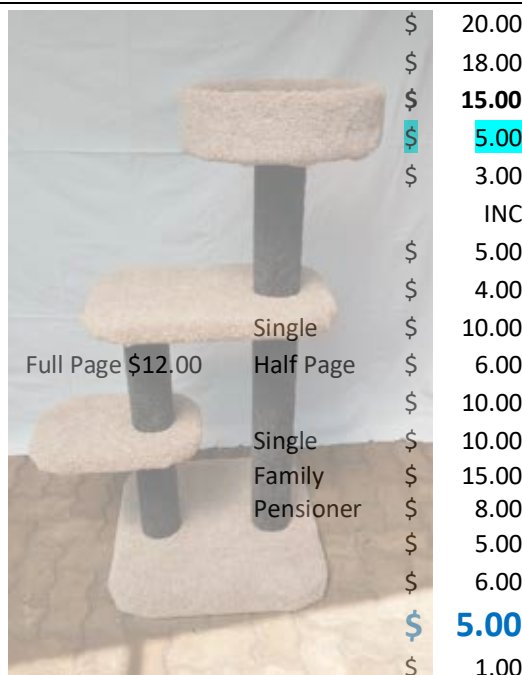 $ 20.00
$ 18.00
$ 15.00
$ 5.00
$ 3.00
INC
$ 5.00
$ 4.00
Single $ 10.00
Full Page $12.00 Half Page $ 6.00
$ 10.00
Single $ 10.00
Family $ 15.00
Pensioner $ 8.00
$ 5.00
$ 6.00
$ 5.00
$ 1.00